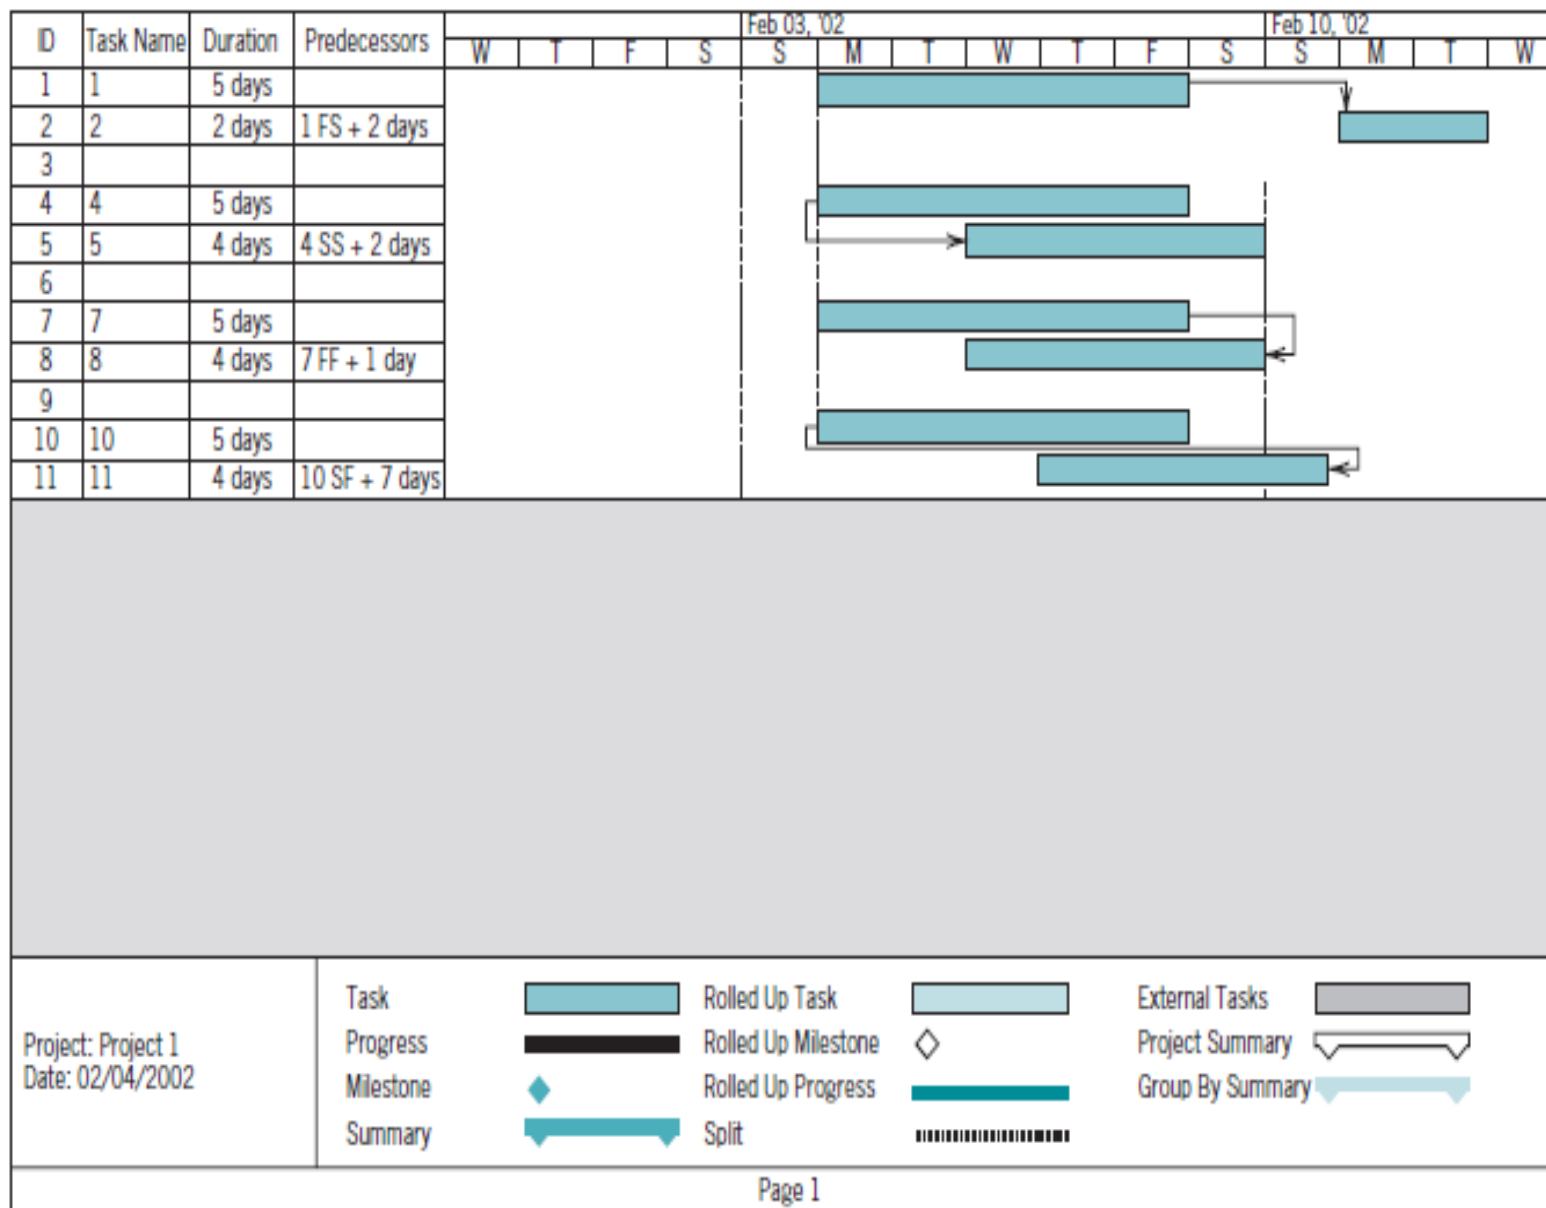 ID Task Name Duration Predecessors
Feb 03, '02 Feb 10, '02
W T F S S M T W T F S S M T W
1 1 5 days
2 2 2 days 1 FS + 2 days
3
4 4 5 days
5 5 4 days 4 SS + 2 days
6
7 7 5 days
8 8 4 days 7 FF + 1 day
9
10 10 5 days
11 11 4 days 10 SF + 7 days
Project: Project 1
Date: 02/04/2002
Task Rolled Up Task External Tasks
Progress Rolled Up Milestone Project Summary
Milestone Rolled Up Progress Group By Summary
Summary Split
Page 1